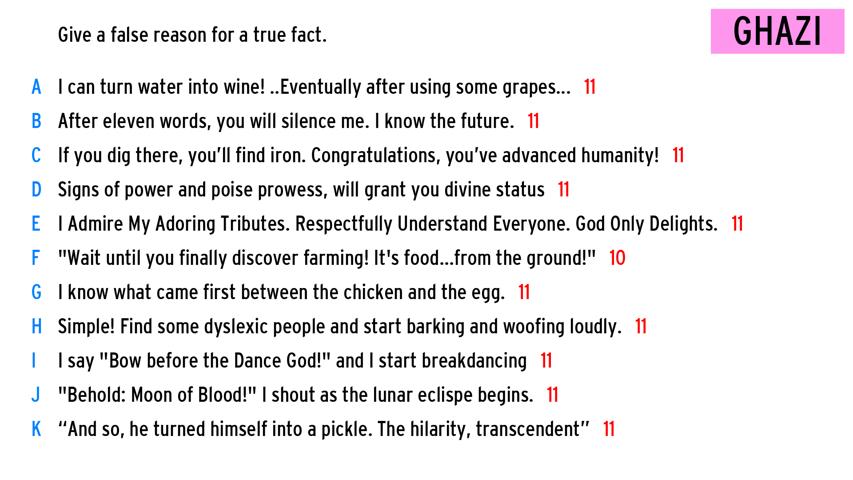 Give a false reason for a true fact.
GHAZI
A I can turn water into wine! ..Eventually after using some grapes... 11
B After eleven words, you will silence me. I know the future. 11
C If you dig there, you'll find iron. Congratulations, you've advanced humanity! 11
D Signs of power and poise prowess, will grant you divine status 11
E I Admire My Adoring Tributes. Respectfully Understand Everyone. God Only Delights. 11
F "Wait until you finally discover farming! It's food...from the ground!" 10
G I know what came first between the chicken and the egg. 11
H Simple! Find some dyslexic people and start barking and woofing loudly. 11
I I say "Bow before the Dance God!" and I start breakdancing 11
J "Behold: Moon of Blood!" I shout as the lunar eclispe begins. 11
K “And so, he turned himself into a pickle. The hilarity, transcendent” 11